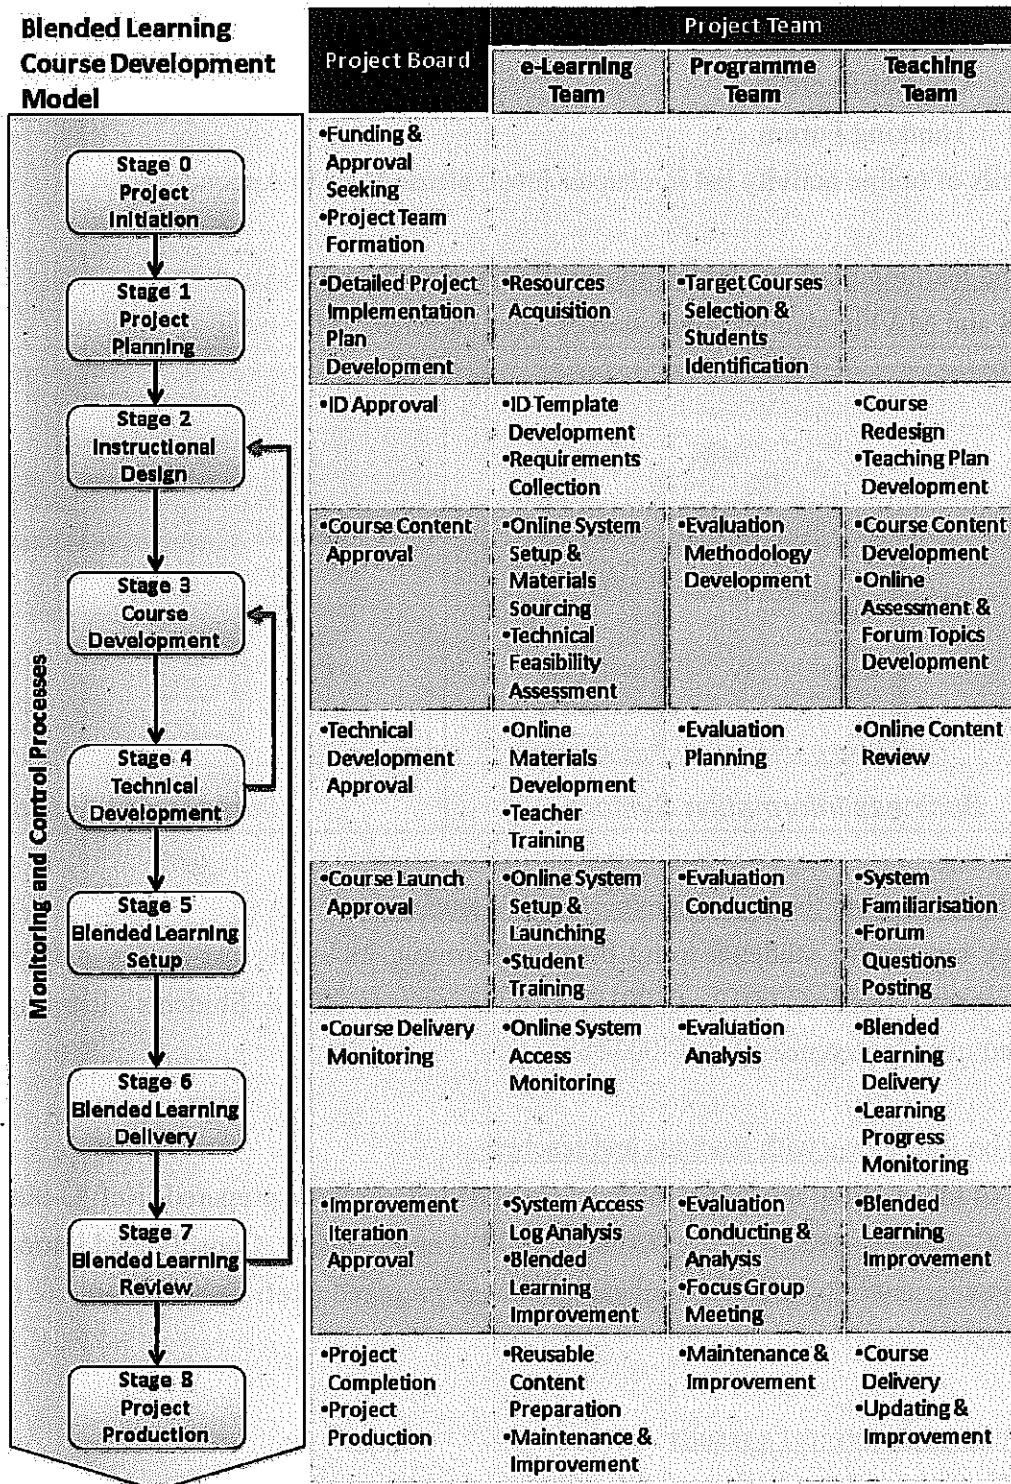 Blended Learning
Course Development
Model
Project Board
Project Team
e-Learning
Team
Programme
Team
Teaching
Team
Monitoring and Control Processes
Stage 0
Project
Initiation
•Funding &
Approval
Seeking
•Project Team
Formation
Stage 1
Project
Planning
•Detailed Project
Implementation
Plan
Development
•Resources
Acquisition
•Target Courses
Selection &
Students
Identification
Stage 2
Instructional
Design
•ID Approval
•ID Template
Development
•Requirements
Collection
•Course
Redesign
•Teaching Plan
Development
Stage 3
Course
Development
•Course Content
Approval
•Online System
Setup &
Materials
Sourcing
•Technical
Feasibility
Assessment
•Evaluation
Methodology
Development
•Course Content
Development
•Online
Assessment &
Forum Topics
Development
Stage 4
Technical
Development
•Technical
Development
Approval
•Online
Materials
Development
•Teacher
Training
•Evaluation
Planning
•Online Content
Review
Stage 5
Blended Learning
Setup
•Course Launch
Approval
•Online System
Setup &
Launching
•Student
Training
•Evaluation
Conducting
•System
Familiarisation
•Forum
Questions
Posting
Stage 6
Blended Learning
Delivery
•Course Delivery
Monitoring
•Online System
Access
Monitoring
•Evaluation
Analysis
•Blended
Learning
Delivery
•Learning
Progress
Monitoring
Stage 7
Blended Learning
Review
•Improvement
Iteration
Approval
•System Access
Log Analysis
•Blended
Learning
Improvement
•Evaluation
Conducting &
Analysis
•Focus Group
Meeting
•Blended
Learning
Improvement
Stage 8
Project
Production
•Project
Completion
•Project
Production
•Reusable
Content
Preparation
•Maintenance &
Improvement
•Maintenance &
Improvement
•Course
Delivery
•Updating &
Improvement